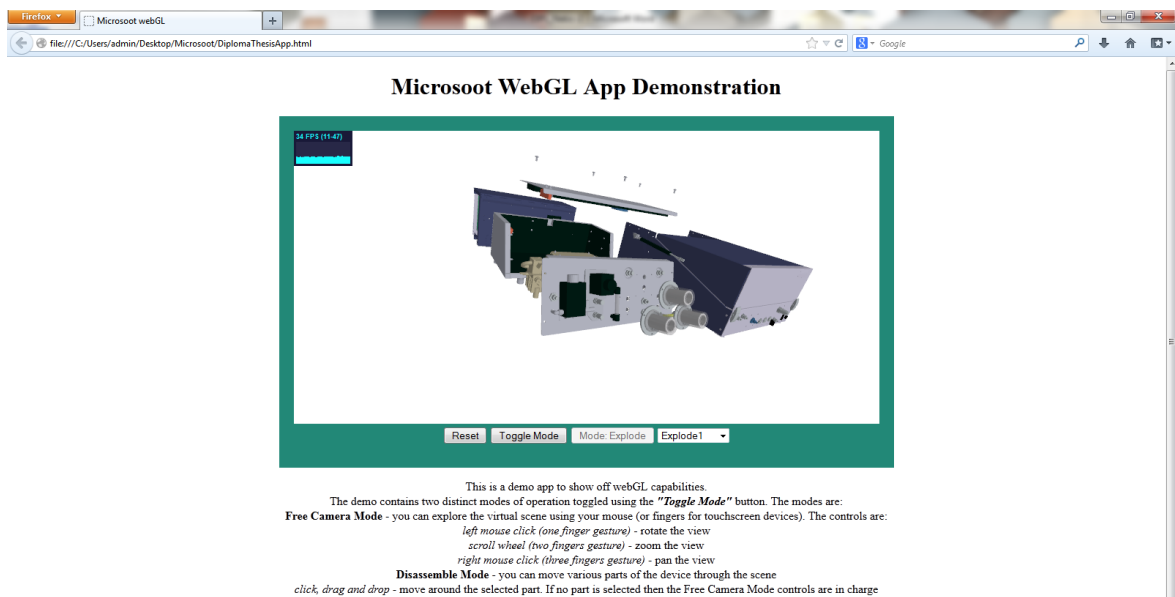 Firefox
Microsoot webGL
file:///C:/Users/admin/Desktop/Microsoot/DiplomaThesisApp.html
Google
Microsoot WebGL App Demonstration
34 FPS (11-47)
Reset Toggle Mode Mode: Explode Explode1
This is a demo app to show off webGL capabilities.
The demo contains two distinct modes of operation toggled using the "Toggle Mode" button. The modes are:
Free Camera Mode - you can explore the virtual scene using your mouse (or fingers for touchscreen devices). The controls are:
left mouse click (one finger gesture) - rotate the view
scroll wheel (two fingers gesture) - zoom the view
right mouse click (three fingers gesture) - pan the view
Disassemble Mode - you can move various parts of the device through the scene
click, drag and drop - move around the selected part. If no part is selected then the Free Camera Mode controls are in charge